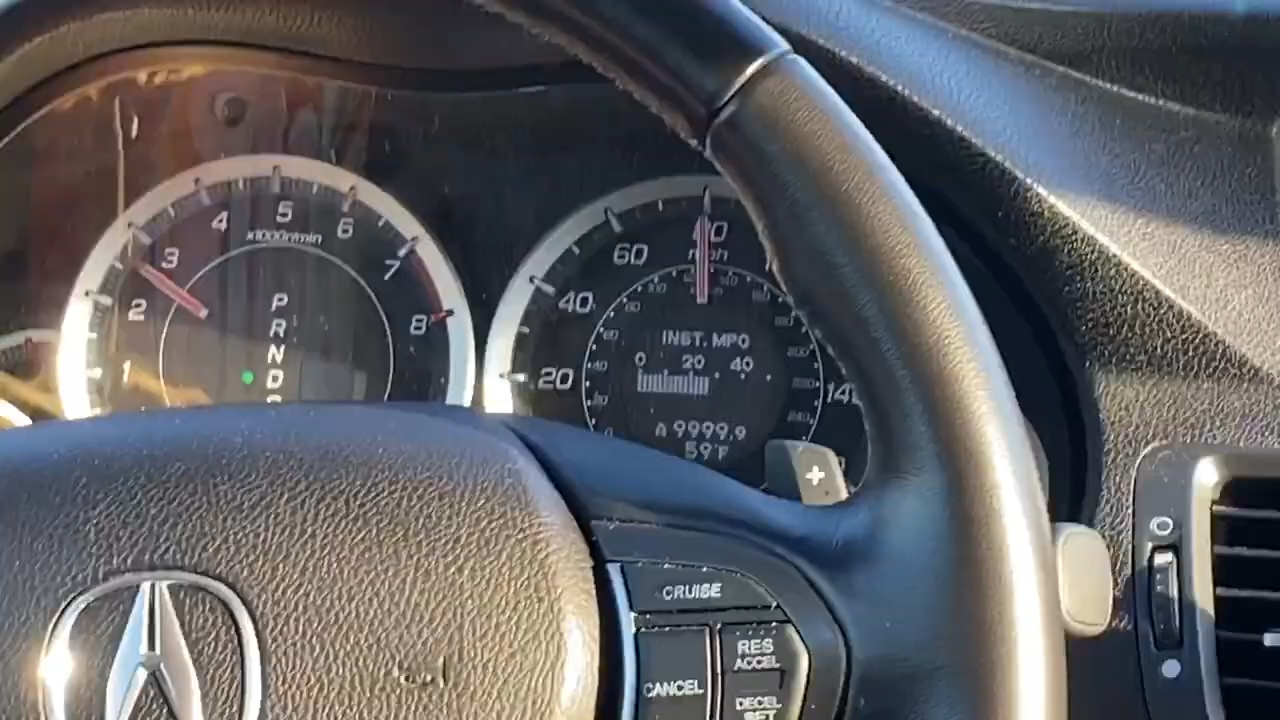 1
2
3
4
5
6
7
8
x1000r/min
P
R
N
D
20
40
60
80
mph
140
INST. MPG
0 20 40
A 9999.9
59°F
+
CRUISE
CANCEL
RES
ACCEL
DECEL
SET